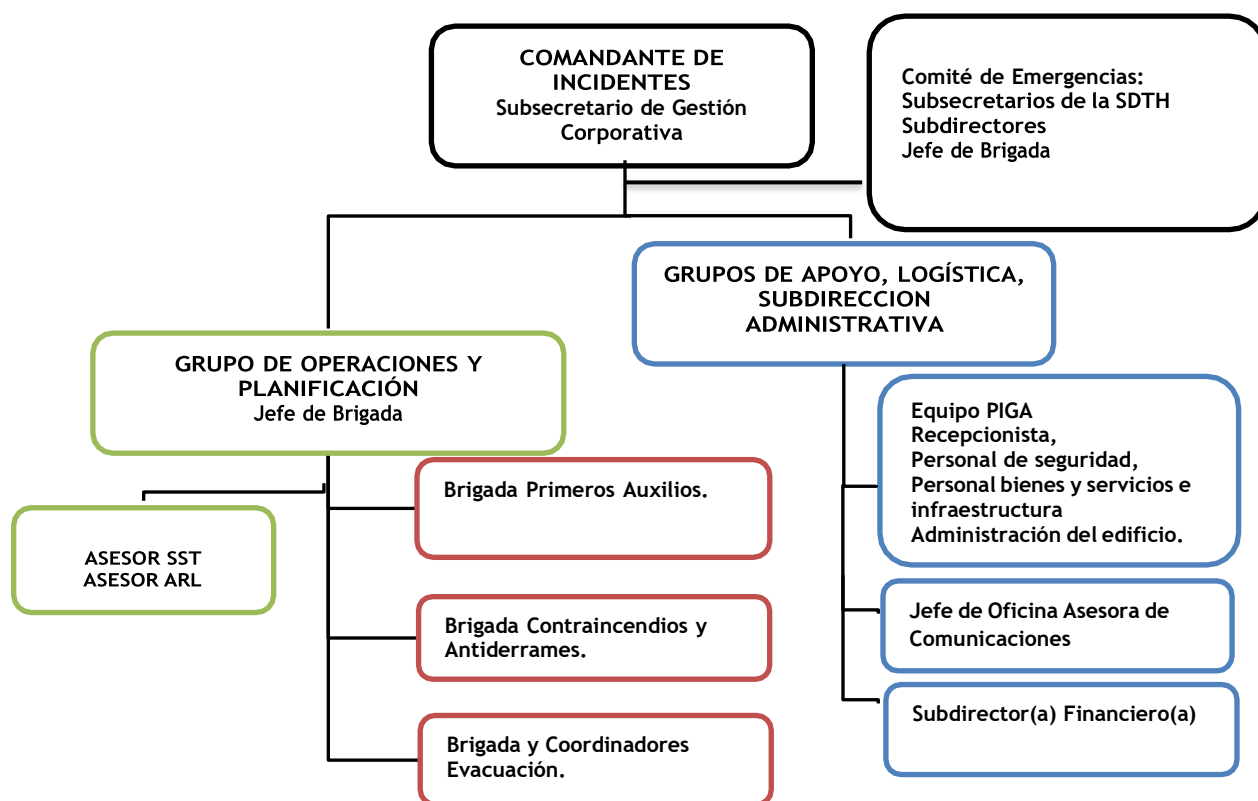 COMANDANTE DE
INCIDENTES
Subsecretario de Gestión
Corporativa
Comité de Emergencias:
Subsecretarios de la SDTH
Subdirectores
Jefe de Brigada
GRUPOS DE APOYO, LOGÍSTICA,
SUBDIRECCION
ADMINISTRATIVA
GRUPO DE OPERACIONES Y
PLANIFICACIÓN
Jefe de Brigada
Equipo PIGA
Recepcionista,
Personal de seguridad,
Personal bienes y servicios e
infraestructura
Administración del edificio.
Brigada Primeros Auxilios.
ASESOR SST
ASESOR ARL
Brigada Contraincendios y
Antiderrames.
Jefe de Oficina Asesora de
Comunicaciones
Subdirector(a) Financiero(a)
Brigada y Coordinadores
Evacuación.